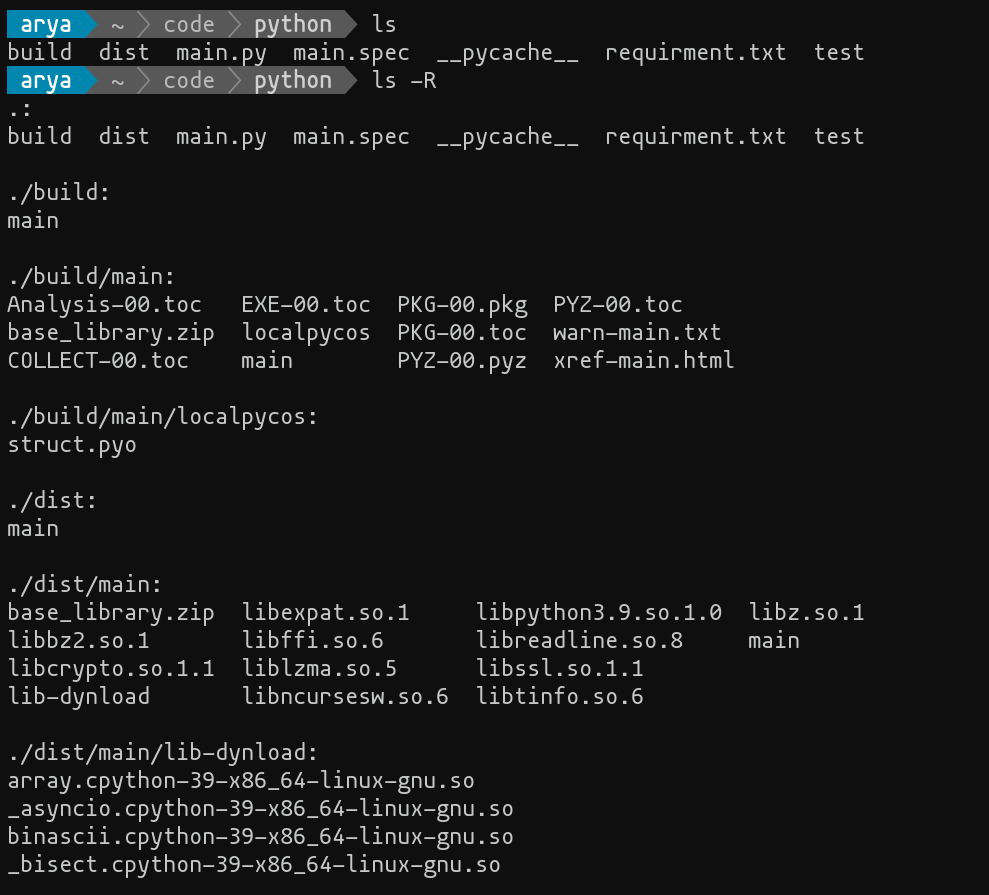 arya ~ code python ls
build dist main.py main.spec __pycache__ requirment.txt test
arya ~ code python ls -R
.:
build dist main.py main.spec __pycache__ requirment.txt test
./build:
main
./build/main:
Analysis-00.toc EXE-00.toc PKG-00.pkg PYZ-00.toc
base_library.zip localpycos PKG-00.toc warn-main.txt
COLLECT-00.toc main PYZ-00.pyz xref-main.html
./build/main/localpycos:
struct.pyo
./dist:
main
./dist/main:
base_library.zip libexpat.so.1 libpython3.9.so.1.0 libz.so.1
libbz2.so.1 libffi.so.6 libreadline.so.8 main
libcrypto.so.1.1 liblzma.so.5 libssl.so.1.1
lib-dynload libncursesw.so.6 libtinfo.so.6
./dist/main/lib-dynload:
array.cpython-39-x86_64-linux-gnu.so
_asyncio.cpython-39-x86_64-linux-gnu.so
binascii.cpython-39-x86_64-linux-gnu.so
_bisect.cpython-39-x86_64-linux-gnu.so